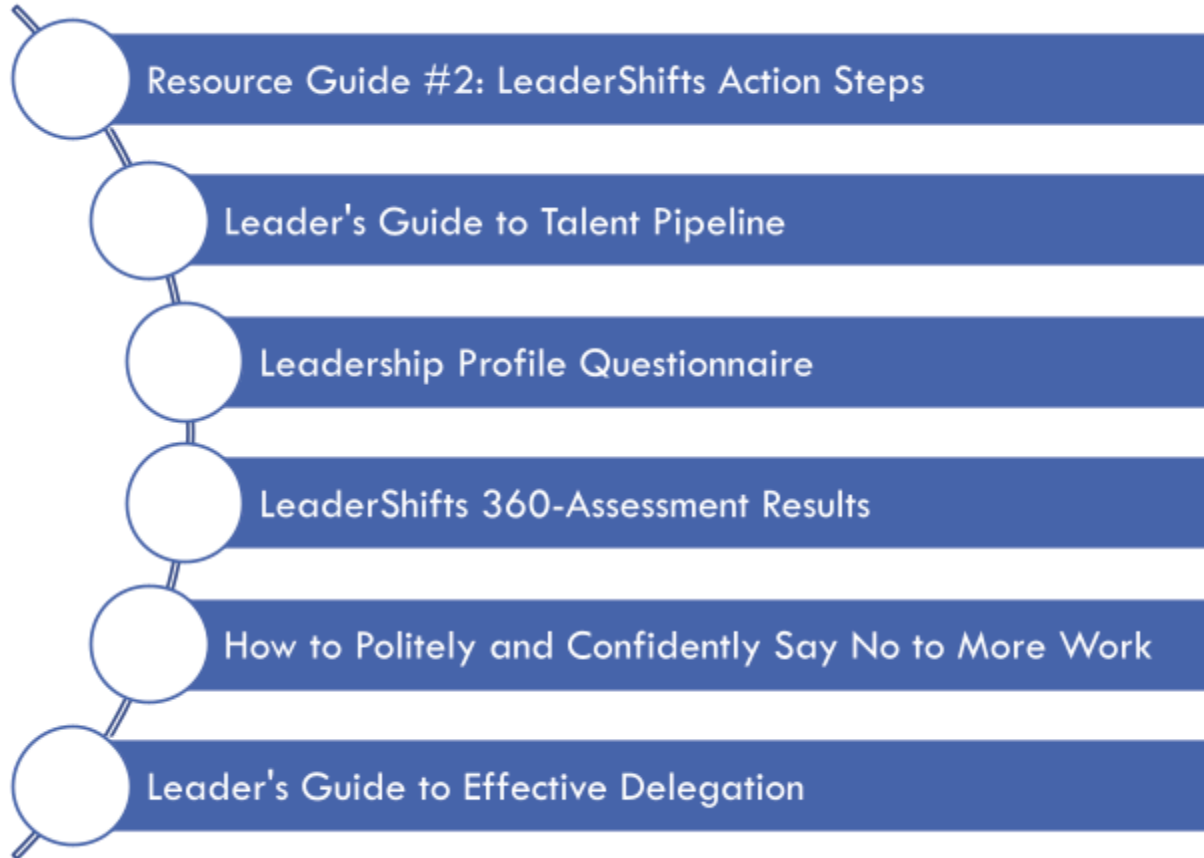 Resource Guide #2: LeaderShifts Action Steps
Leader's Guide to Talent Pipeline
Leadership Profile Questionnaire
LeaderShifts 360-Assessment Results
How to Politely and Confidently Say No to More Work
Leader's Guide to Effective Delegation